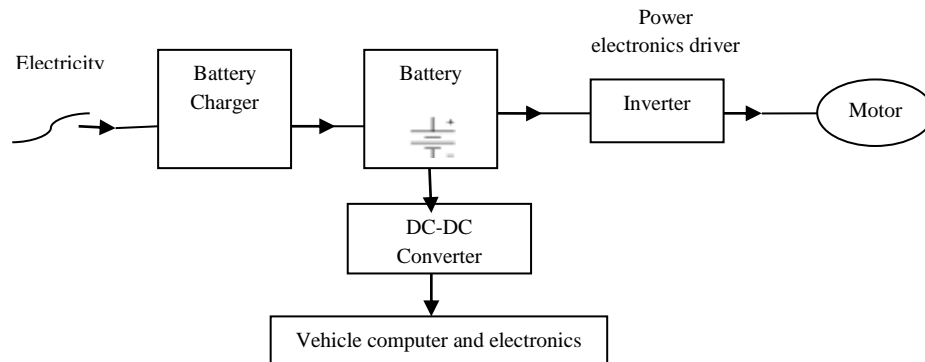 Power
electronics driver
Electricity
Battery
Charger
Battery
+
-
Inverter
Motor
DC-DC
Converter
Vehicle computer and electronics